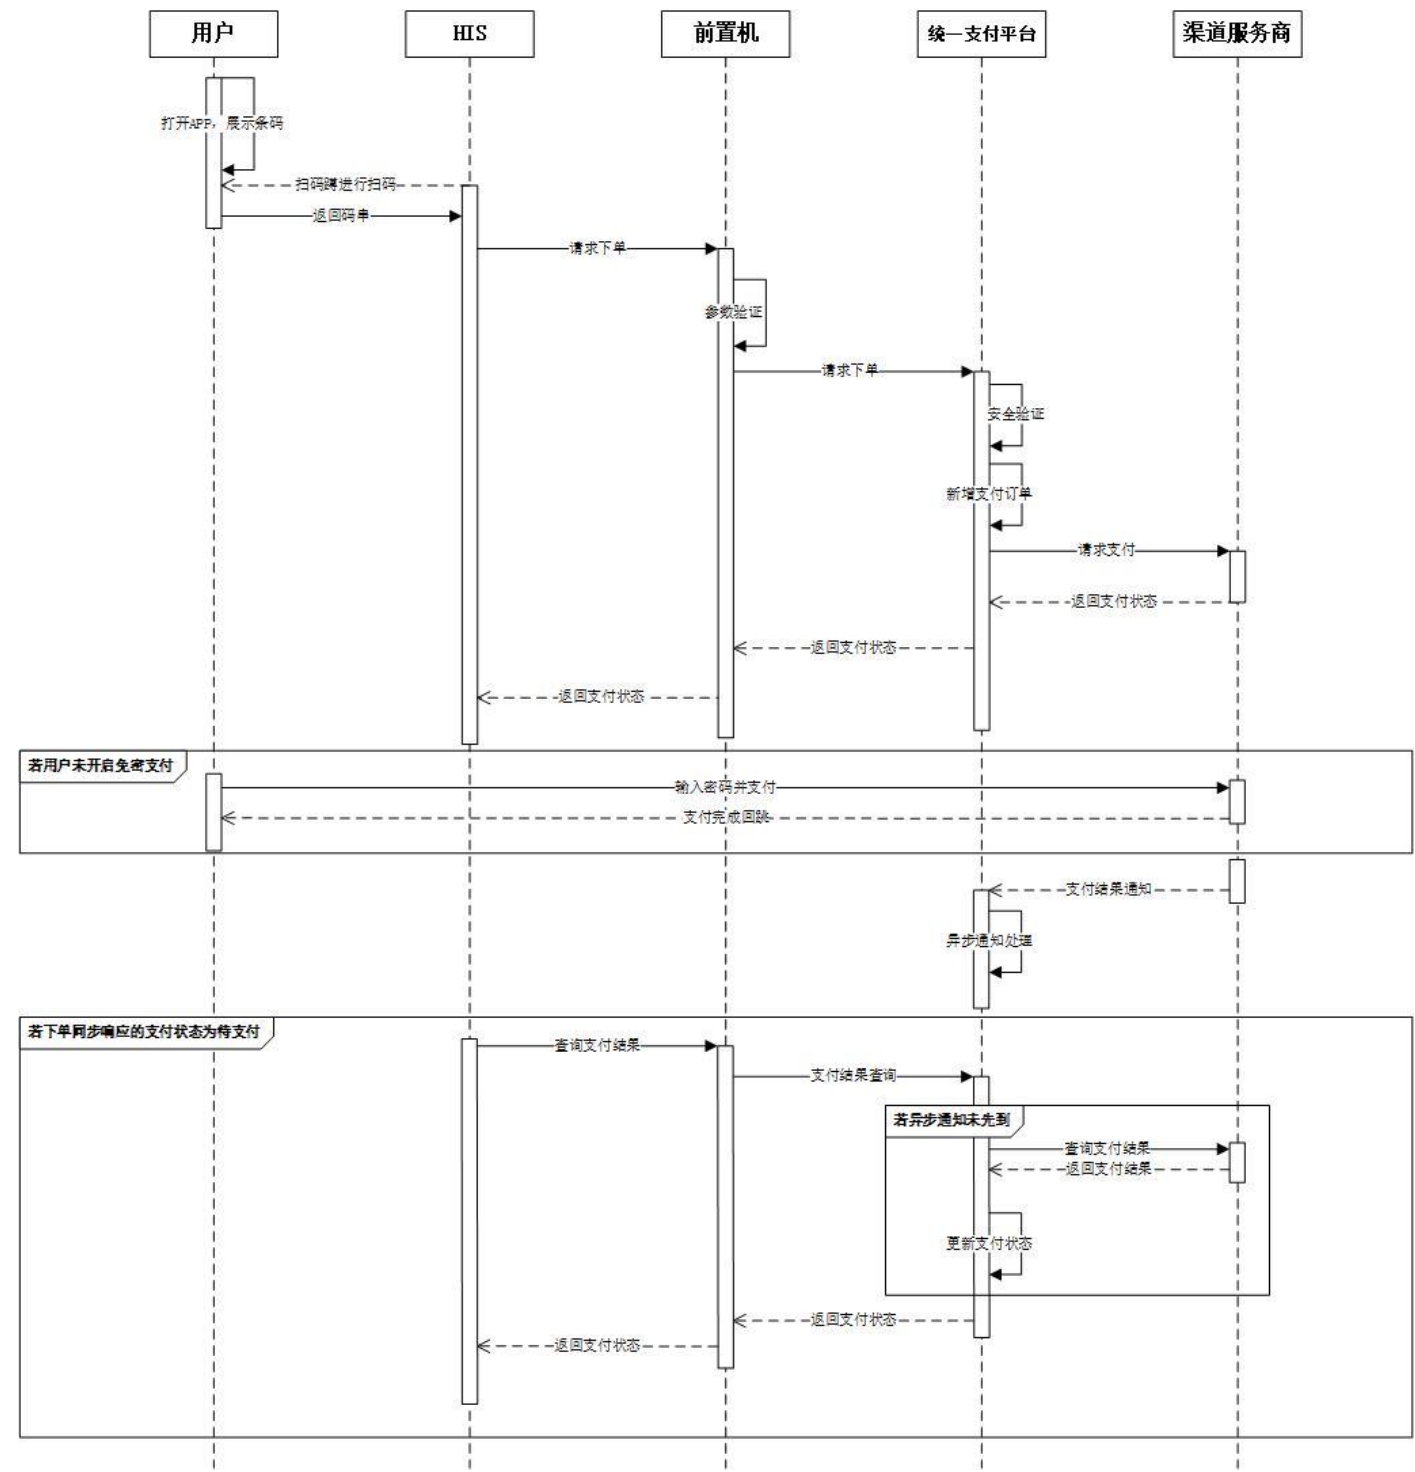 用户
HIS
前置机
统一支付平台
渠道服务商
打开APP，展示条码
扫码蹲进行扫码
返回码串
请求下单
参数验证
请求下单
安全验证
新增支付订单
请求支付
返回支付状态
返回支付状态
返回支付状态
若用户未开启免密支付
输入密码并支付
支付完成回跳
支付结果通知
异步通知处理
若下单同步响应的支付状态为待支付
查询支付结果
支付结果查询
若异步通知未先到
查询支付结果
返回支付结果
更新支付状态
返回支付状态
返回支付状态